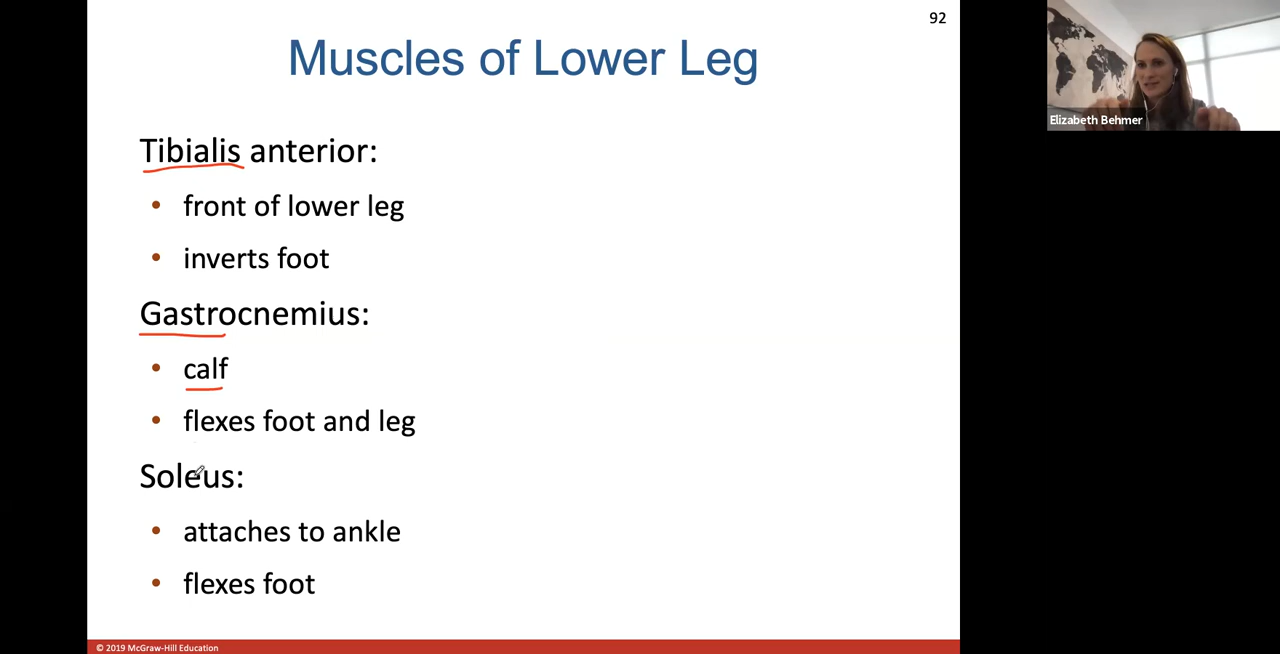 92
Muscles of Lower Leg
Tibialis anterior:
• front of lower leg
• inverts foot
Gastrocnemius:
• calf
• flexes foot and leg
Soleus:
• attaches to ankle
• flexes foot
© 2019 McGraw-Hill Education
Elizabeth Behmer